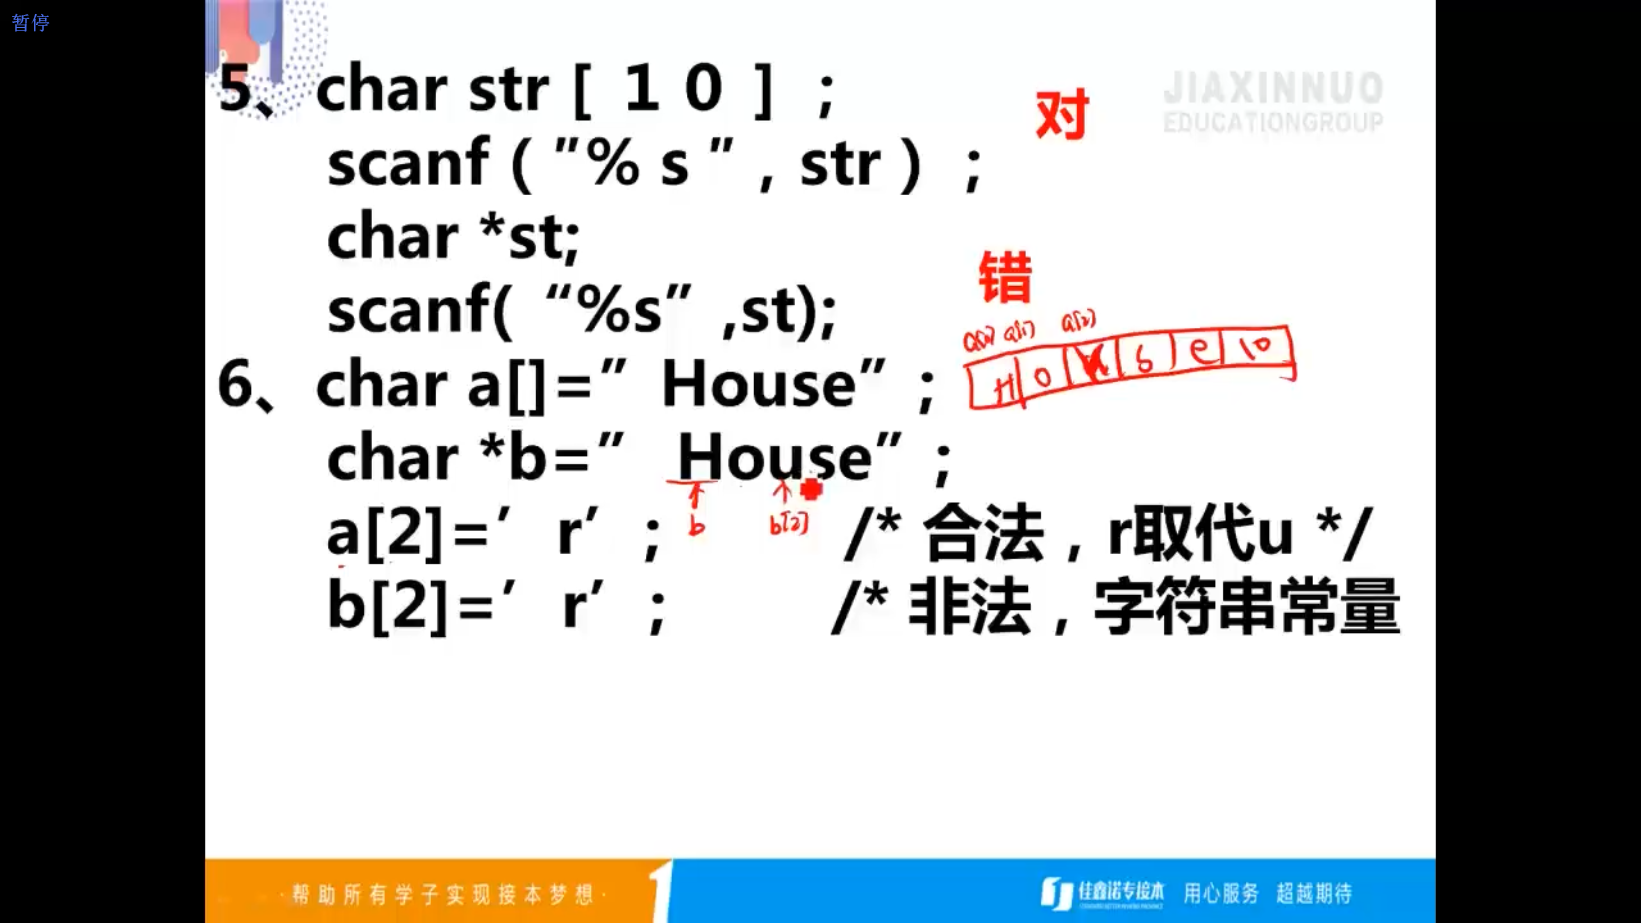 暂停
JIAXINNUO
EDUCATIONGROUP
5、char str [ 1 0 ] ；
对
scanf ( ″% s ″ , str ) ；
char *st;
错
scanf( “%s” ,st);
a[0] a[1] a[2]
H o s e \0
6、char a[]=” House” ；
char *b=” House” ；
b b[2]
a[2]=’ r’ ； /* 合法，r取代u */
b[2]=’ r’ ； /* 非法，字符串常量
·帮助所有学子实现接本梦想·
佳鑫诺专接本
用心服务 超越期待